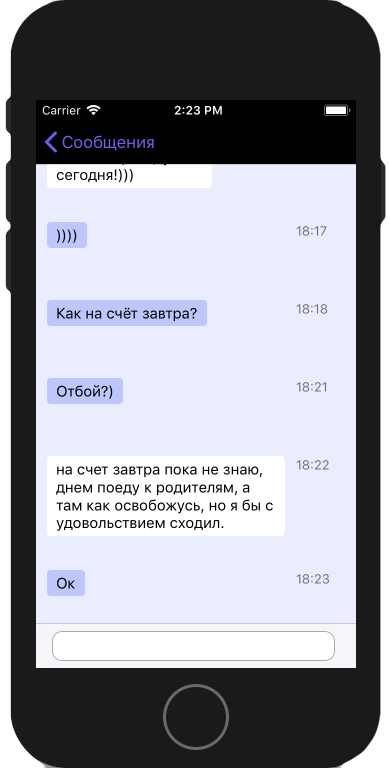 Carrier 2:23 PM
Сообщения
сегодня!)))
)))) 18:17
Как на счёт завтра? 18:18
Отбой?) 18:21
на счет завтра пока не знаю, 18:22
днем поеду к родителям, а
там как освобожусь, но я бы с
удовольствием сходил.
Ок 18:23